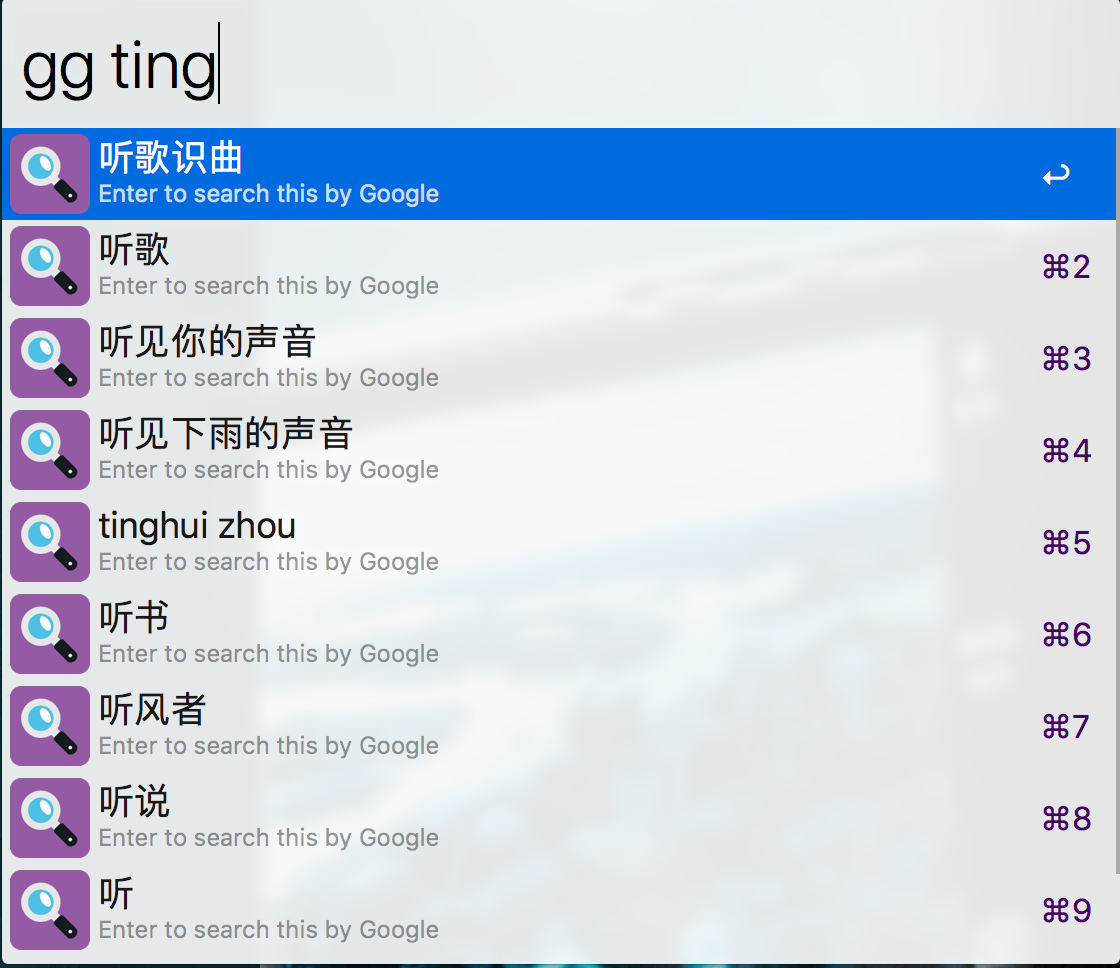 gg ting
听歌识曲
Enter to search this by Google
↩
听歌
Enter to search this by Google
⌘2
听见你的声音
Enter to search this by Google
⌘3
听见下雨的声音
Enter to search this by Google
⌘4
tinghui zhou
Enter to search this by Google
⌘5
听书
Enter to search this by Google
⌘6
听风者
Enter to search this by Google
⌘7
听说
Enter to search this by Google
⌘8
听
Enter to search this by Google
⌘9